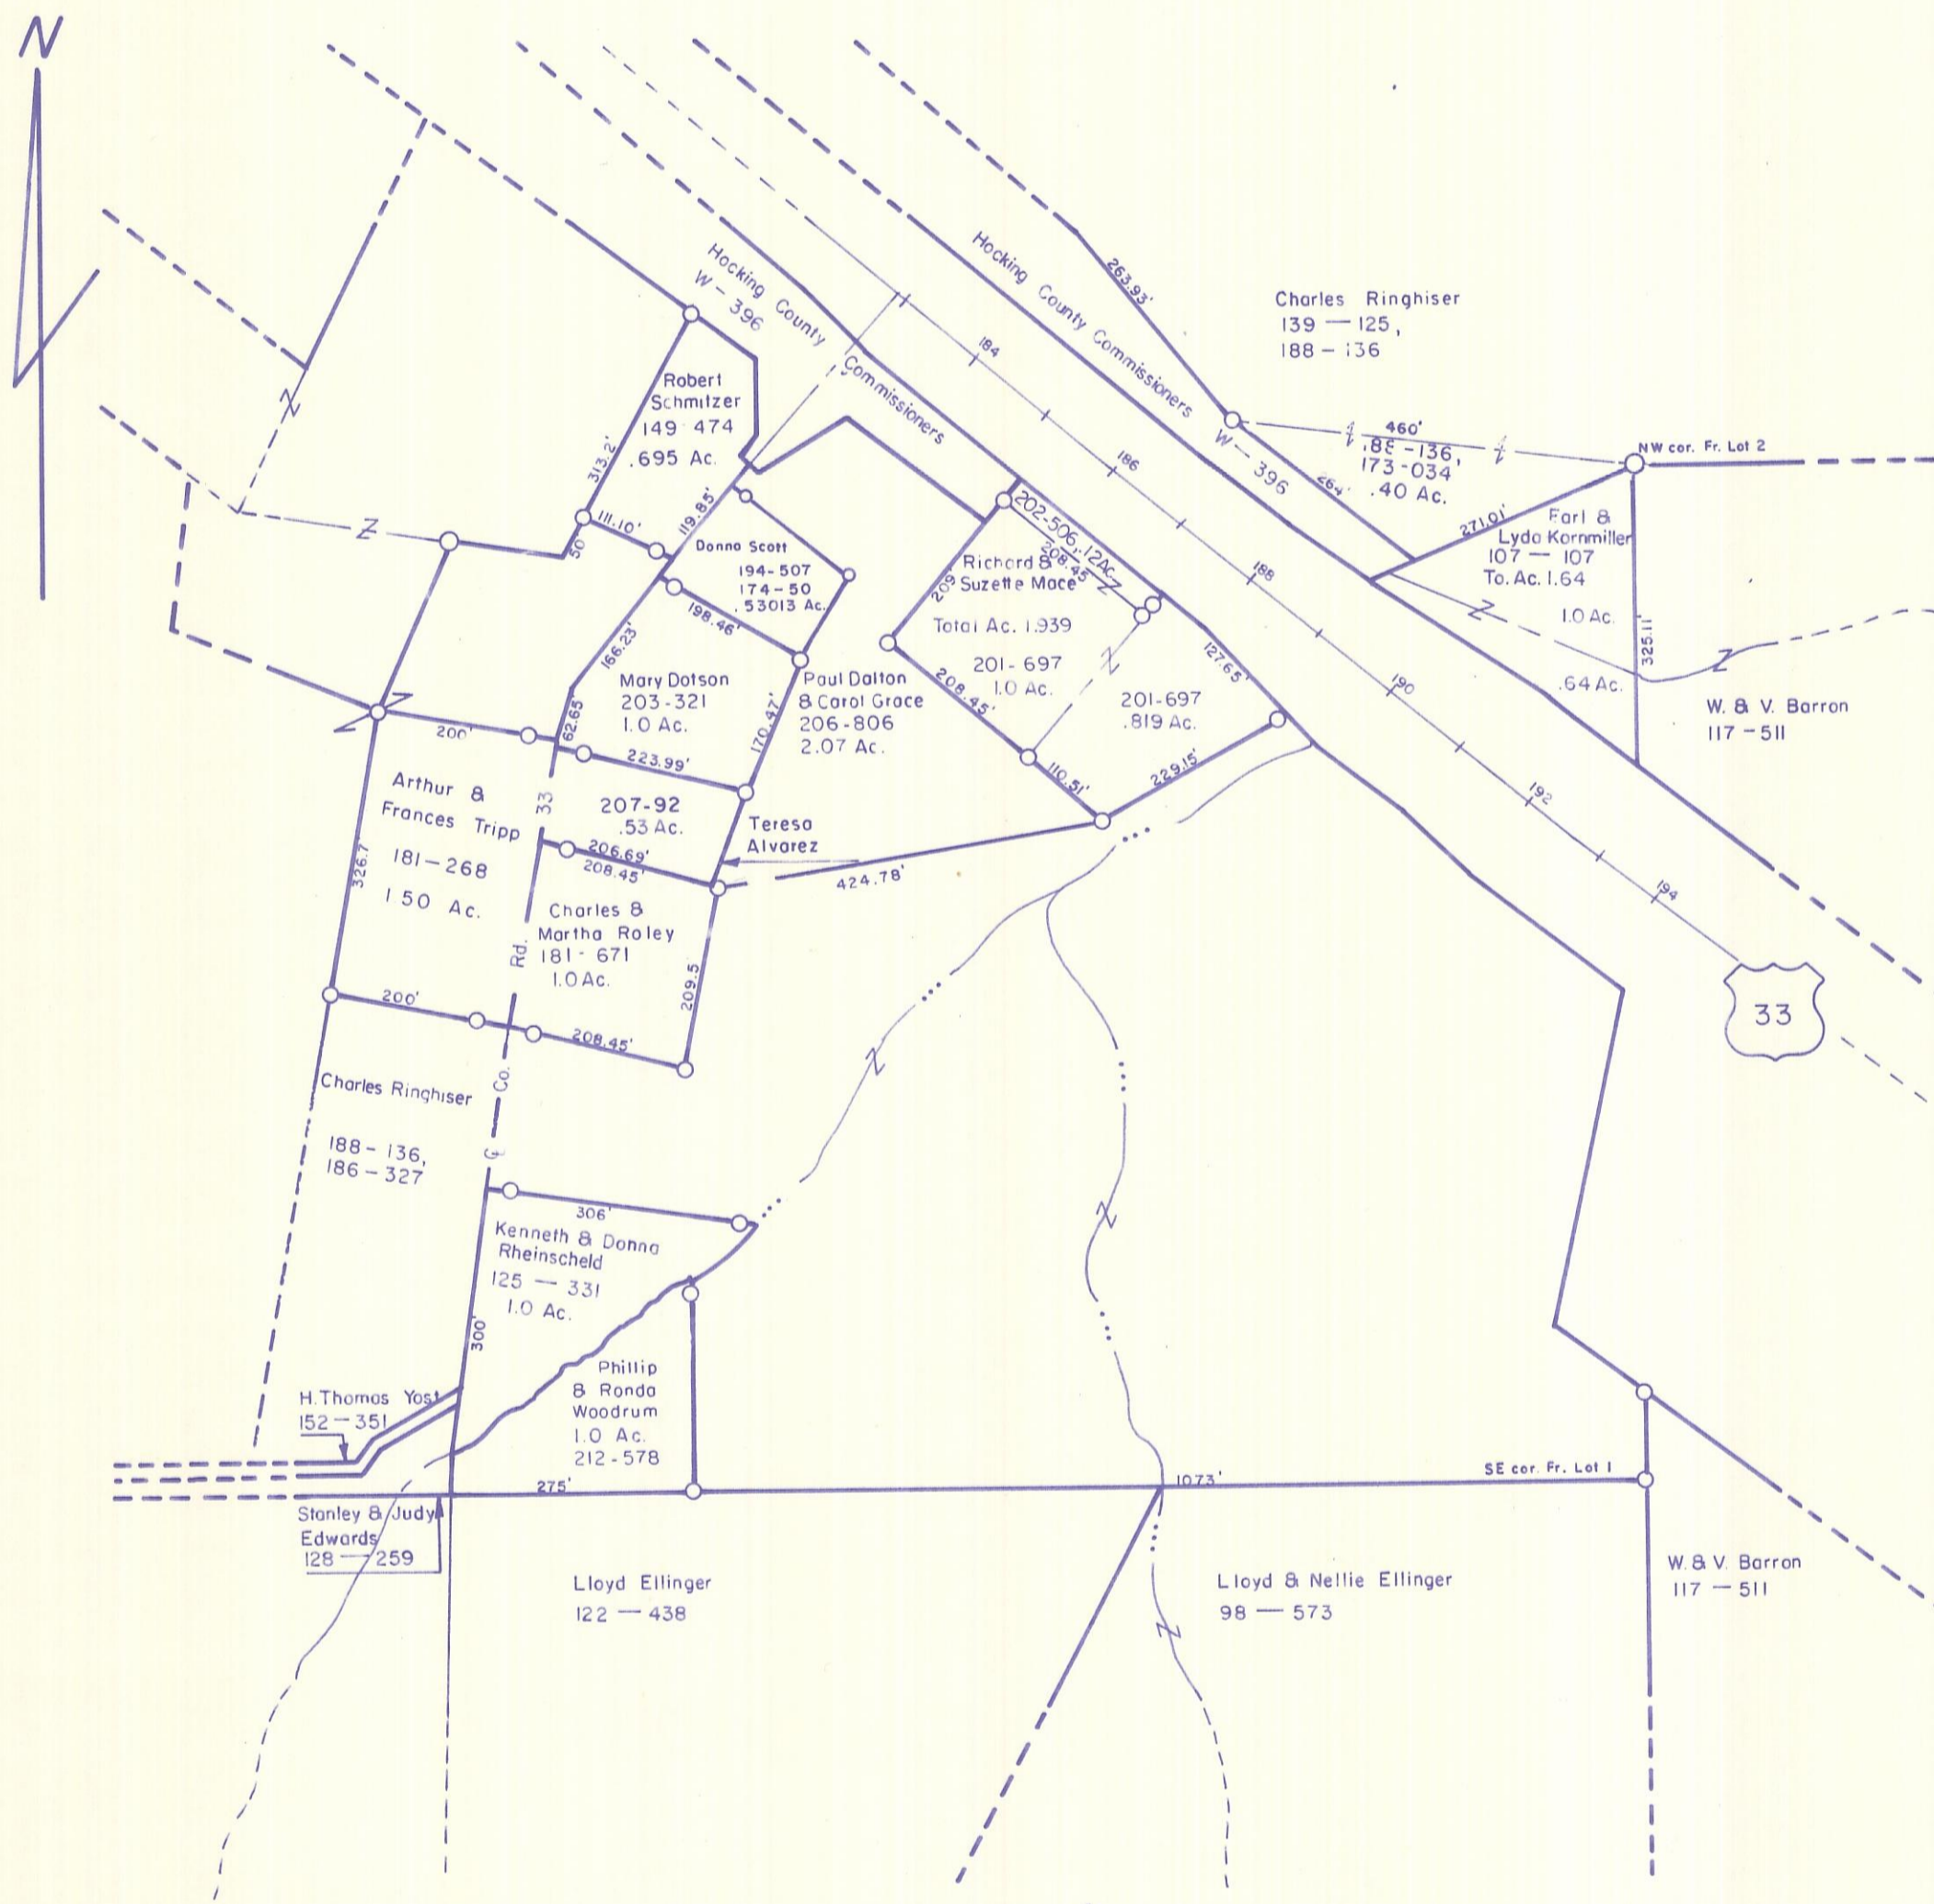 N
Hocking County
Commissioners
W - 396
Hocking County Commissioners
W - 396
263.93'
Charles Ringhiser
139 — 125,
188 - 136
184
186
188
190
192
194
33
460'
188-136,
173-034
.40 Ac.
264'
NW cor. Fr. Lot 2
271.01'
Earl &
Lyda Kornmiller
107 — 107
To. Ac. 1.64
1.0 Ac.
325.11'
.64 Ac.
W. & V. Barron
117 - 511
Robert
Schmitzer
149 474
.695 Ac.
313.2'
111.10'
50'
119.85'
Donna Scott
194-507
174-50
.53013 Ac.
198.46'
166.23'
62.65'
Mary Dotson
203-321
1.0 Ac.
170.47'
223.99'
Paul Dalton
& Carol Grace
206-806
2.07 Ac.
202-506, .12 Ac.
208.45'
Richard &
Suzette Mace
209'
Total Ac. 1.939
201-697
1.0 Ac.
208.45'
127.65'
201-697
.819 Ac.
110.51'
229.15'
424.78'
200'
Arthur &
Frances Tripp
181-268
1 50 Ac.
326.7'
200'
207-92
.53 Ac.
206.69'
208.45'
Teresa
Alvarez
Charles &
Martha Roley
181 - 671
1.0 Ac.
209.5
208.45'
℄ Co. Rd. 33
Charles Ringhiser
188 - 136,
186 - 327
306'
Kenneth & Donna
Rheinscheld
125 — 331
1.0 Ac.
300'
H. Thomas Yost
152 — 351
Phillip
& Ronda
Woodrum
1.0 Ac.
212 - 578
275'
1073'
SE cor. Fr. Lot 1
Stanley & Judy
Edwards
128 — 259
Lloyd Ellinger
122 — 438
Lloyd & Nellie Ellinger
98 — 573
W. & V. Barron
117 — 511